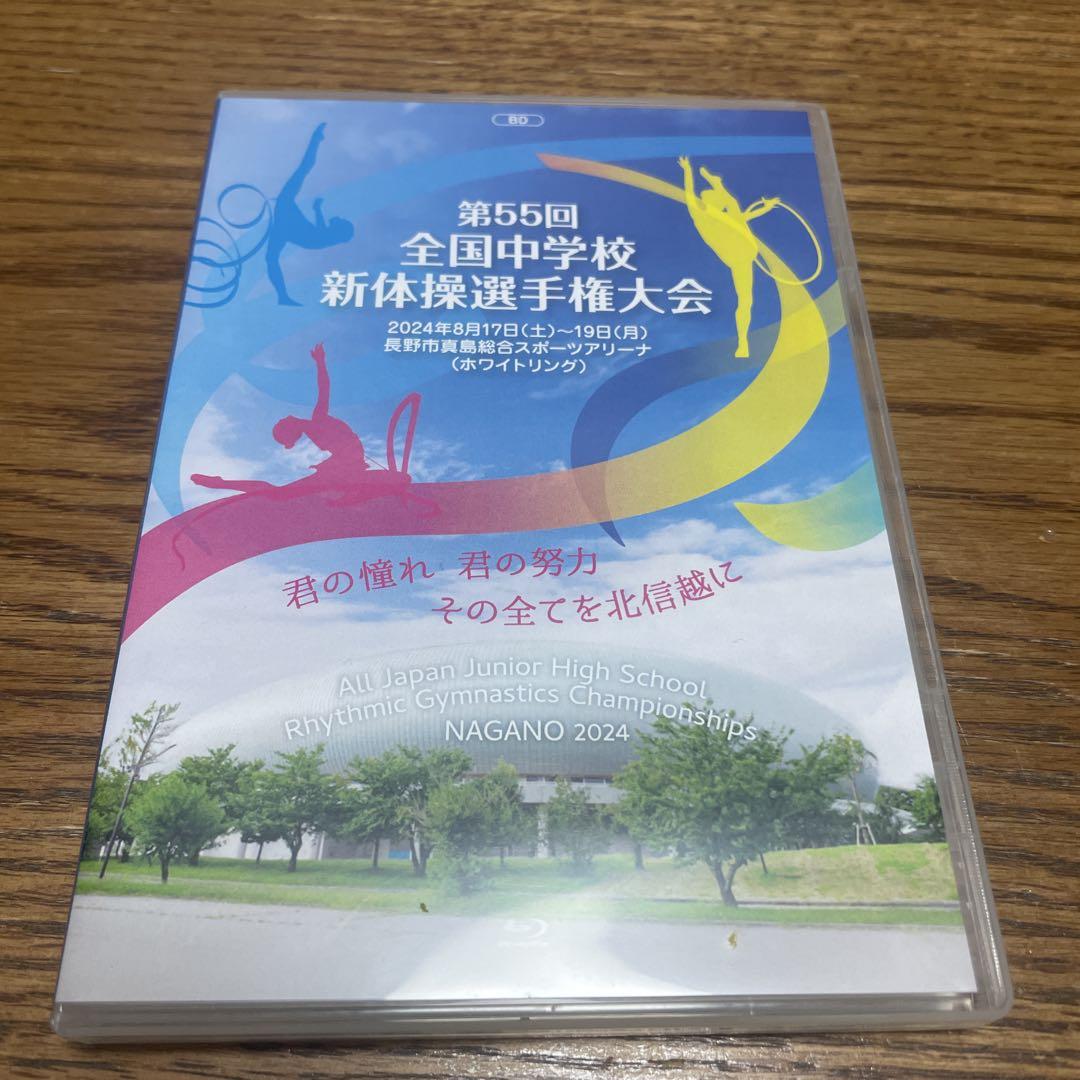 BD
第55回
全国中学校
新体操選手権大会
2024年8月17日(土)～19日(月)
長野市真島総合スポーツアリーナ
(ホワイトリング)
君の憧れ 君の努力
その全てを北信越に
All Japan Junior High School
Rhythmic Gymnastics Championships
NAGANO 2024